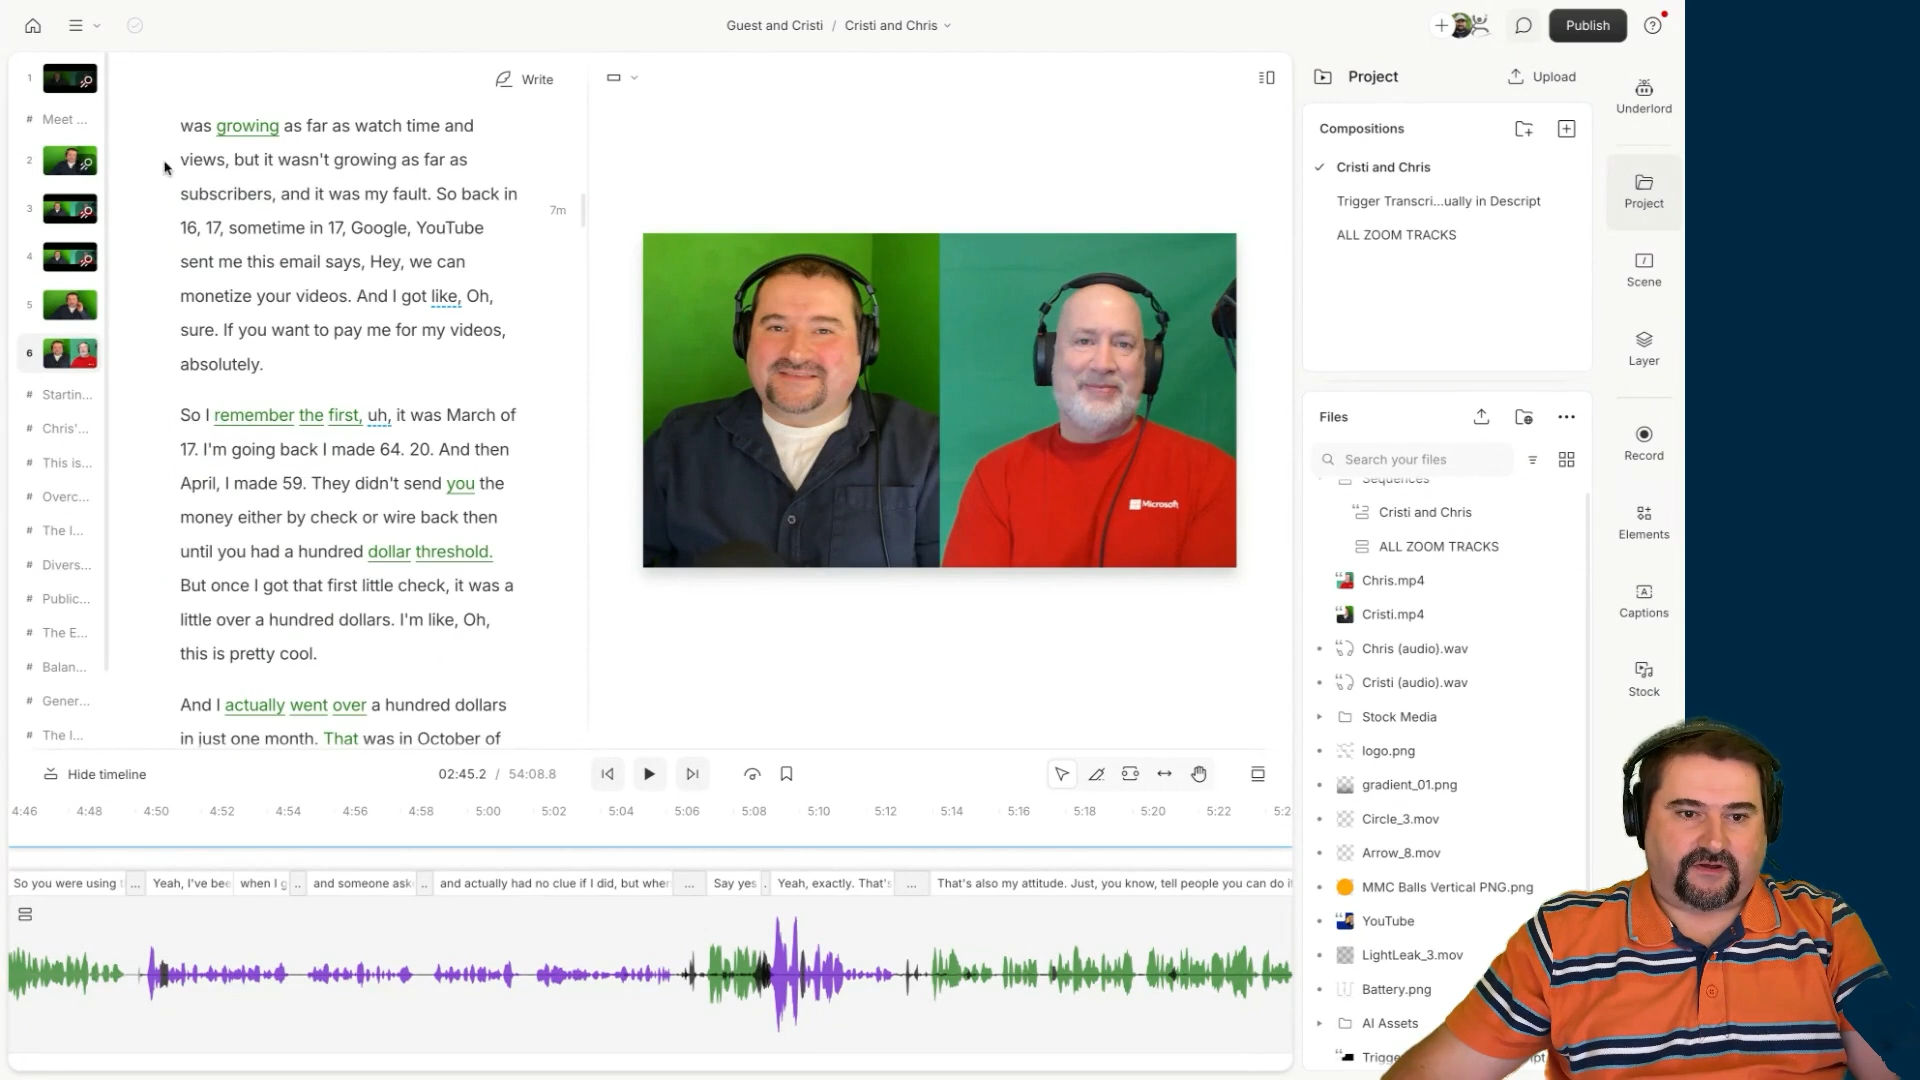 Guest and Cristi / Cristi and Chris
Publish
1
# Meet ...
2
3
4
5
6
# Startin...
# Chris'...
# This is...
# Overc...
# The I...
# Divers...
# Public...
# The E...
# Balan...
# Gener...
# The I...
Write
was growing as far as watch time and
views, but it wasn't growing as far as
subscribers, and it was my fault. So back in
16, 17, sometime in 17, Google, YouTube
sent me this email says, Hey, we can
monetize your videos. And I got like, Oh,
sure. If you want to pay me for my videos,
absolutely.
So I remember the first, uh, it was March of
17. I'm going back I made 64. 20. And then
April, I made 59. They didn't send you the
money either by check or wire back then
until you had a hundred dollar threshold.
But once I got that first little check, it was a
little over a hundred dollars. I'm like, Oh,
this is pretty cool.
And I actually went over a hundred dollars
in just one month. That was in October of
7m
Microsoft
Project
Upload
Compositions
Cristi and Chris
Trigger Transcri...ually in Descript
ALL ZOOM TRACKS
Files
Search your files
Sequences
Cristi and Chris
ALL ZOOM TRACKS
Chris.mp4
Cristi.mp4
Chris (audio).wav
Cristi (audio).wav
Stock Media
logo.png
gradient_01.png
Circle_3.mov
Arrow_8.mov
MMC Balls Vertical PNG.png
YouTube
LightLeak_3.mov
Battery.png
AI Assets
Underlord
Project
Scene
Layer
Record
Elements
Captions
Stock
Hide timeline
02:45.2 / 54:08.8
4:46 4:48 4:50 4:52 4:54 4:56 4:58 5:00 5:02 5:04 5:06 5:08 5:10 5:12 5:14 5:16 5:18 5:20 5:22 5:2
So you were using ... Yeah, I've bee when I g .. and someone ask .. and actually had no clue if I did, but when ... Say yes . Yeah, exactly. That's ... That's also my attitude. Just, you know, tell people you can do it